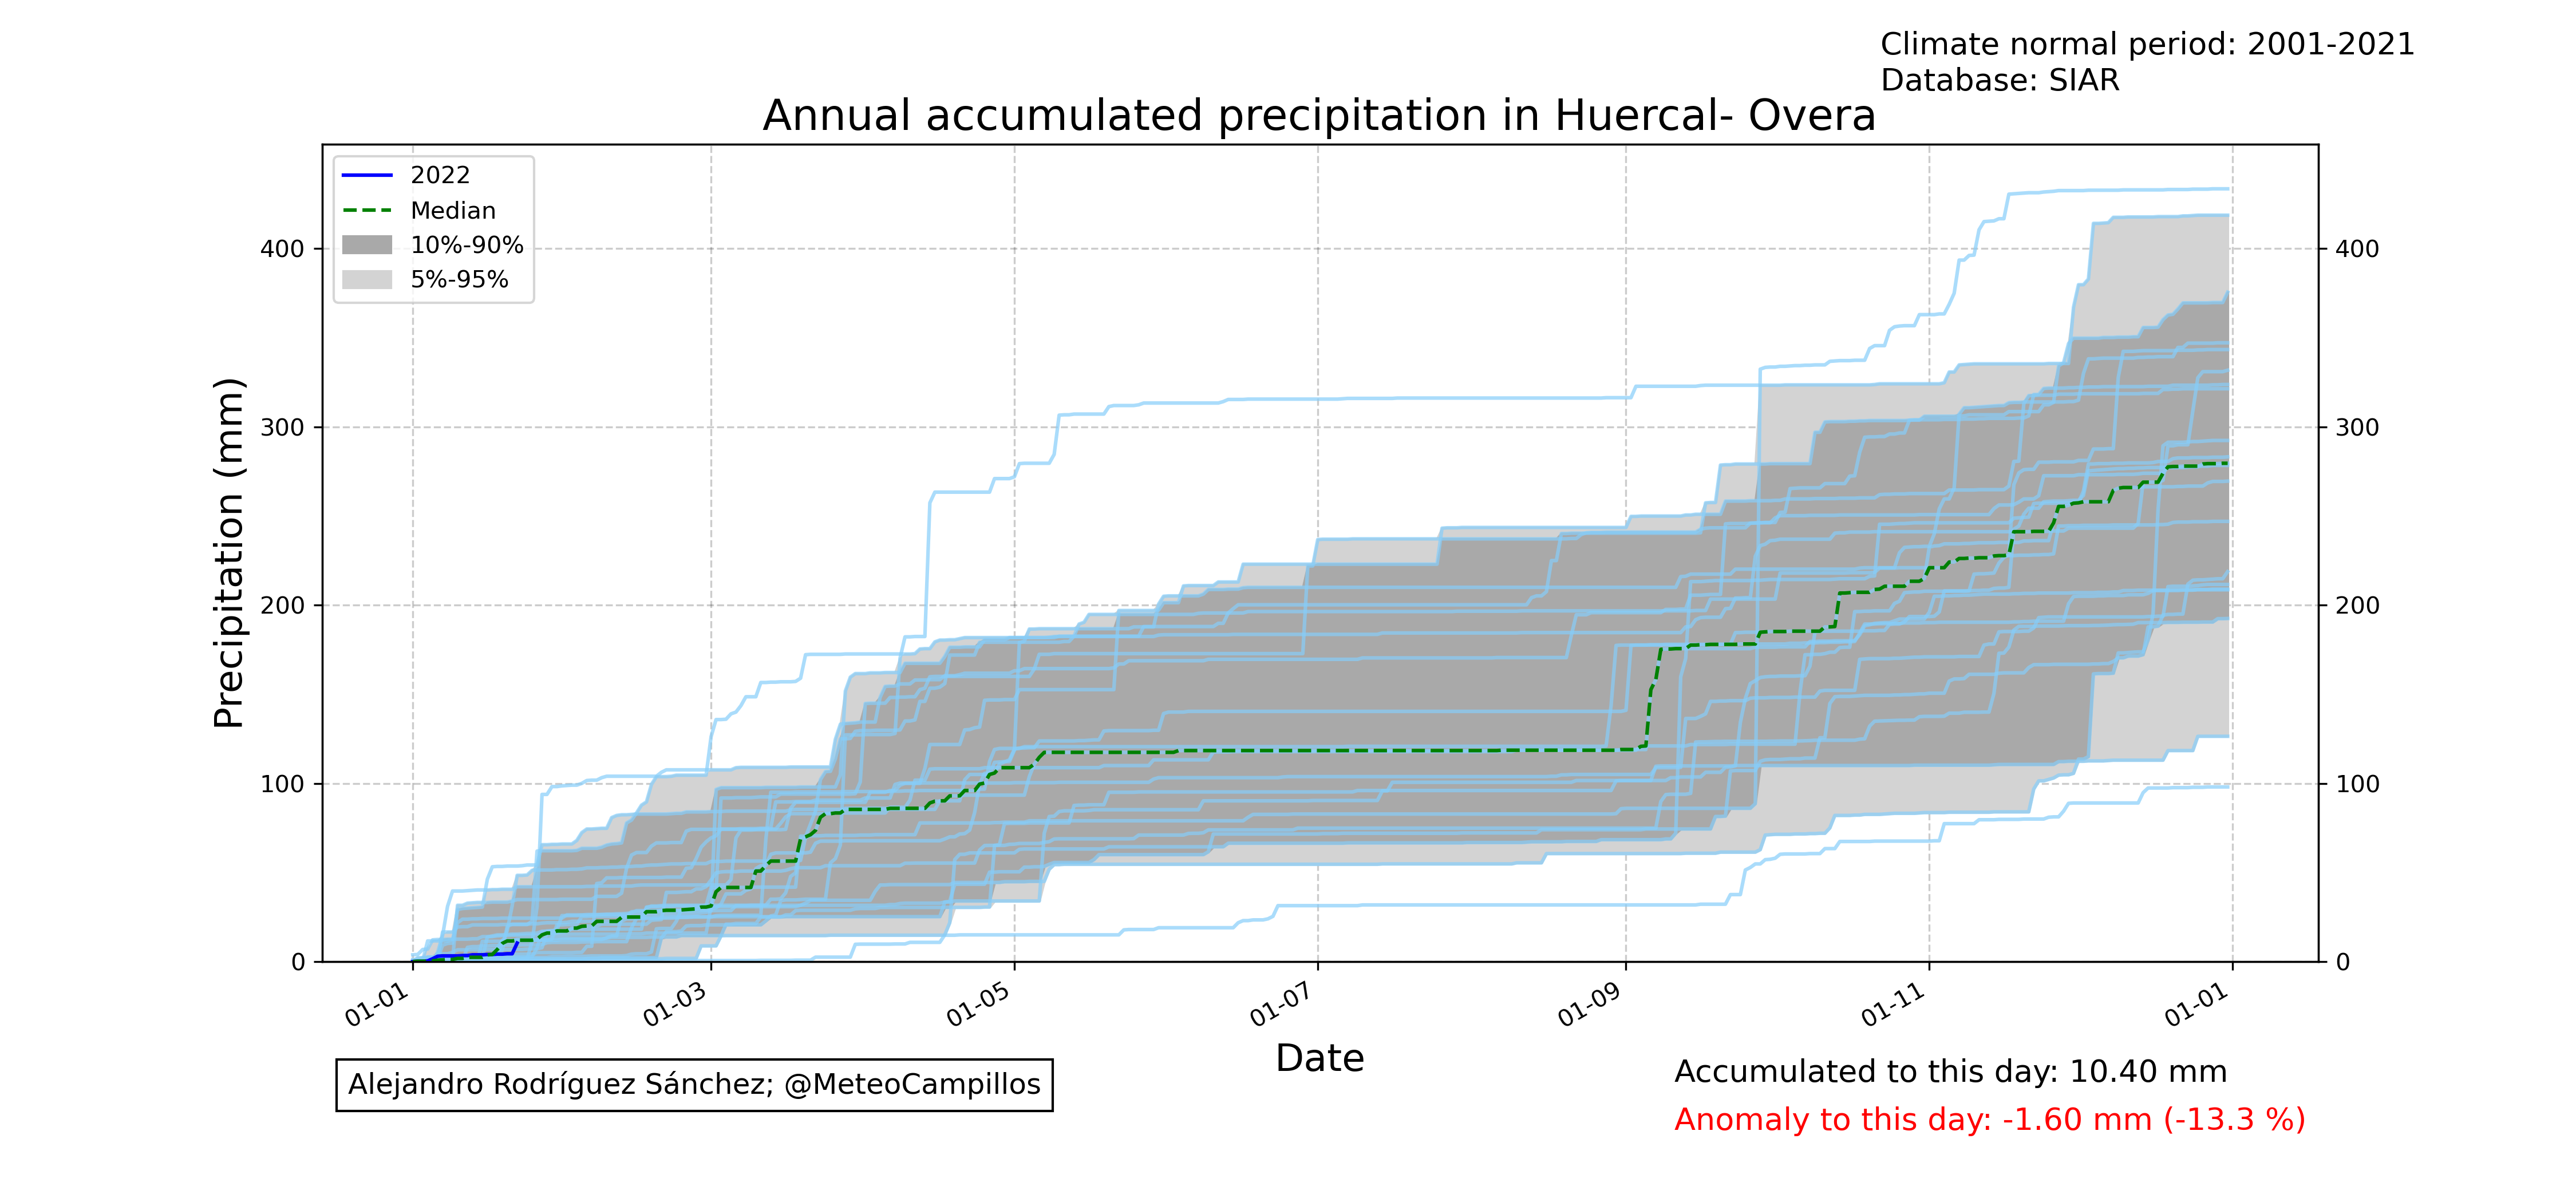 Climate normal period: 2001-2021
Database: SIAR
Annual accumulated precipitation in Huercal- Overa
2022
Median
10%-90%
5%-95%
Precipitation (mm)
400
300
200
100
0
400
300
200
100
0
01-01
01-03
01-05
01-07
01-09
01-11
01-01
Date
Alejandro Rodríguez Sánchez; @MeteoCampillos
Accumulated to this day: 10.40 mm
Anomaly to this day: -1.60 mm (-13.3 %)